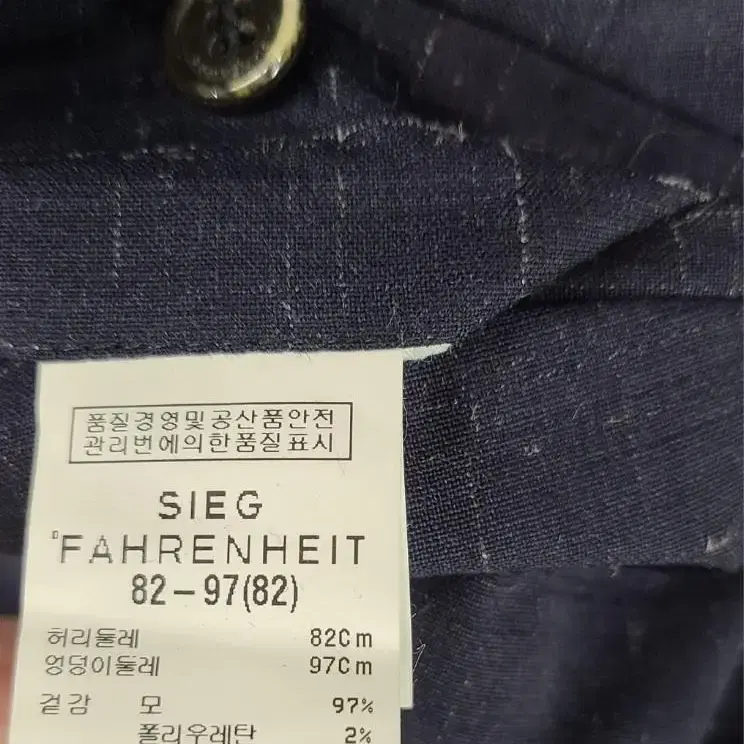 품질경영및공산품안전
관리번에의한품질표시
SIEG
°FAHRENHEIT
82-97(82)
허리둘레 82Cm
엉덩이둘레 97Cm
겉감 모 97%
폴리우레탄 2%